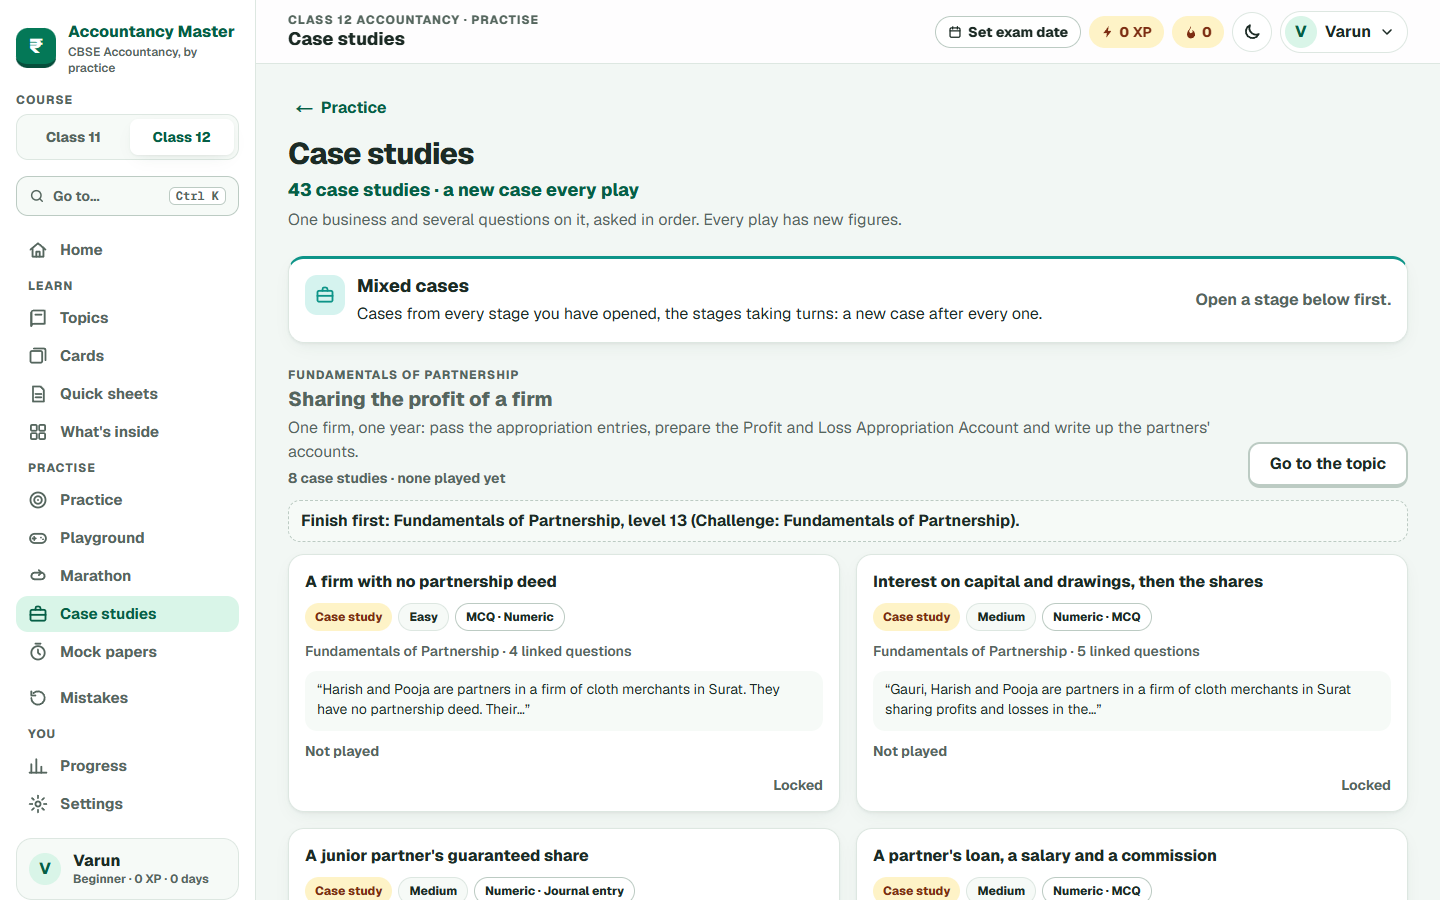 Accountancy Master
CBSE Accountancy, by
practice
COURSE
Class 11
Class 12
Go to...
Ctrl K
Home
LEARN
Topics
Cards
Quick sheets
What's inside
PRACTISE
Practice
Playground
Marathon
Case studies
Mock papers
Mistakes
YOU
Progress
Settings
V
Varun
Beginner · 0 XP · 0 days
CLASS 12 ACCOUNTANCY · PRACTISE
Case studies
Set exam date
0 XP
0
V
Varun
← Practice
Case studies
43 case studies · a new case every play
One business and several questions on it, asked in order. Every play has new figures.
Mixed cases
Cases from every stage you have opened, the stages taking turns: a new case after every one.
Open a stage below first.
FUNDAMENTALS OF PARTNERSHIP
Sharing the profit of a firm
One firm, one year: pass the appropriation entries, prepare the Profit and Loss Appropriation Account and write up the partners'
accounts.
8 case studies · none played yet
Go to the topic
Finish first: Fundamentals of Partnership, level 13 (Challenge: Fundamentals of Partnership).
A firm with no partnership deed
Case study
Easy
MCQ · Numeric
Fundamentals of Partnership · 4 linked questions
“Harish and Pooja are partners in a firm of cloth merchants in Surat. They
have no partnership deed. Their…”
Not played
Locked
Interest on capital and drawings, then the shares
Case study
Medium
Numeric · MCQ
Fundamentals of Partnership · 5 linked questions
“Gauri, Harish and Pooja are partners in a firm of cloth merchants in Surat
sharing profits and losses in the…”
Not played
Locked
A junior partner's guaranteed share
Case study
Medium
Numeric · Journal entry
A partner's loan, a salary and a commission
Case study
Medium
Numeric · MCQ